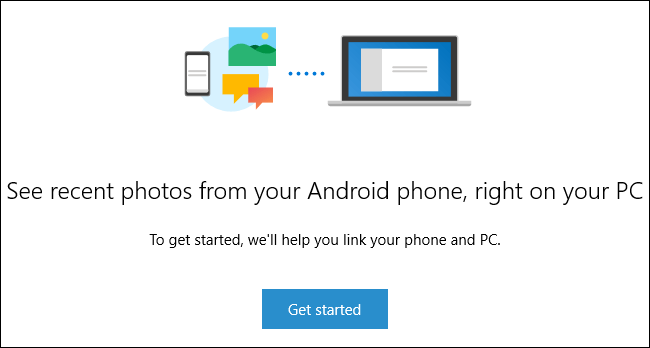 See recent photos from your Android phone, right on your PC
To get started, we'll help you link your phone and PC.
Get started